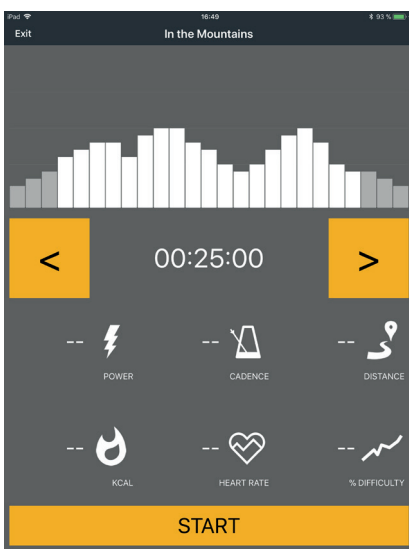 iPad 16:49 93 %
Exit In the Mountains
< 00:25:00 >
-- -- --
POWER CADENCE DISTANCE
-- -- --
KCAL HEART RATE % DIFFICULTY
START